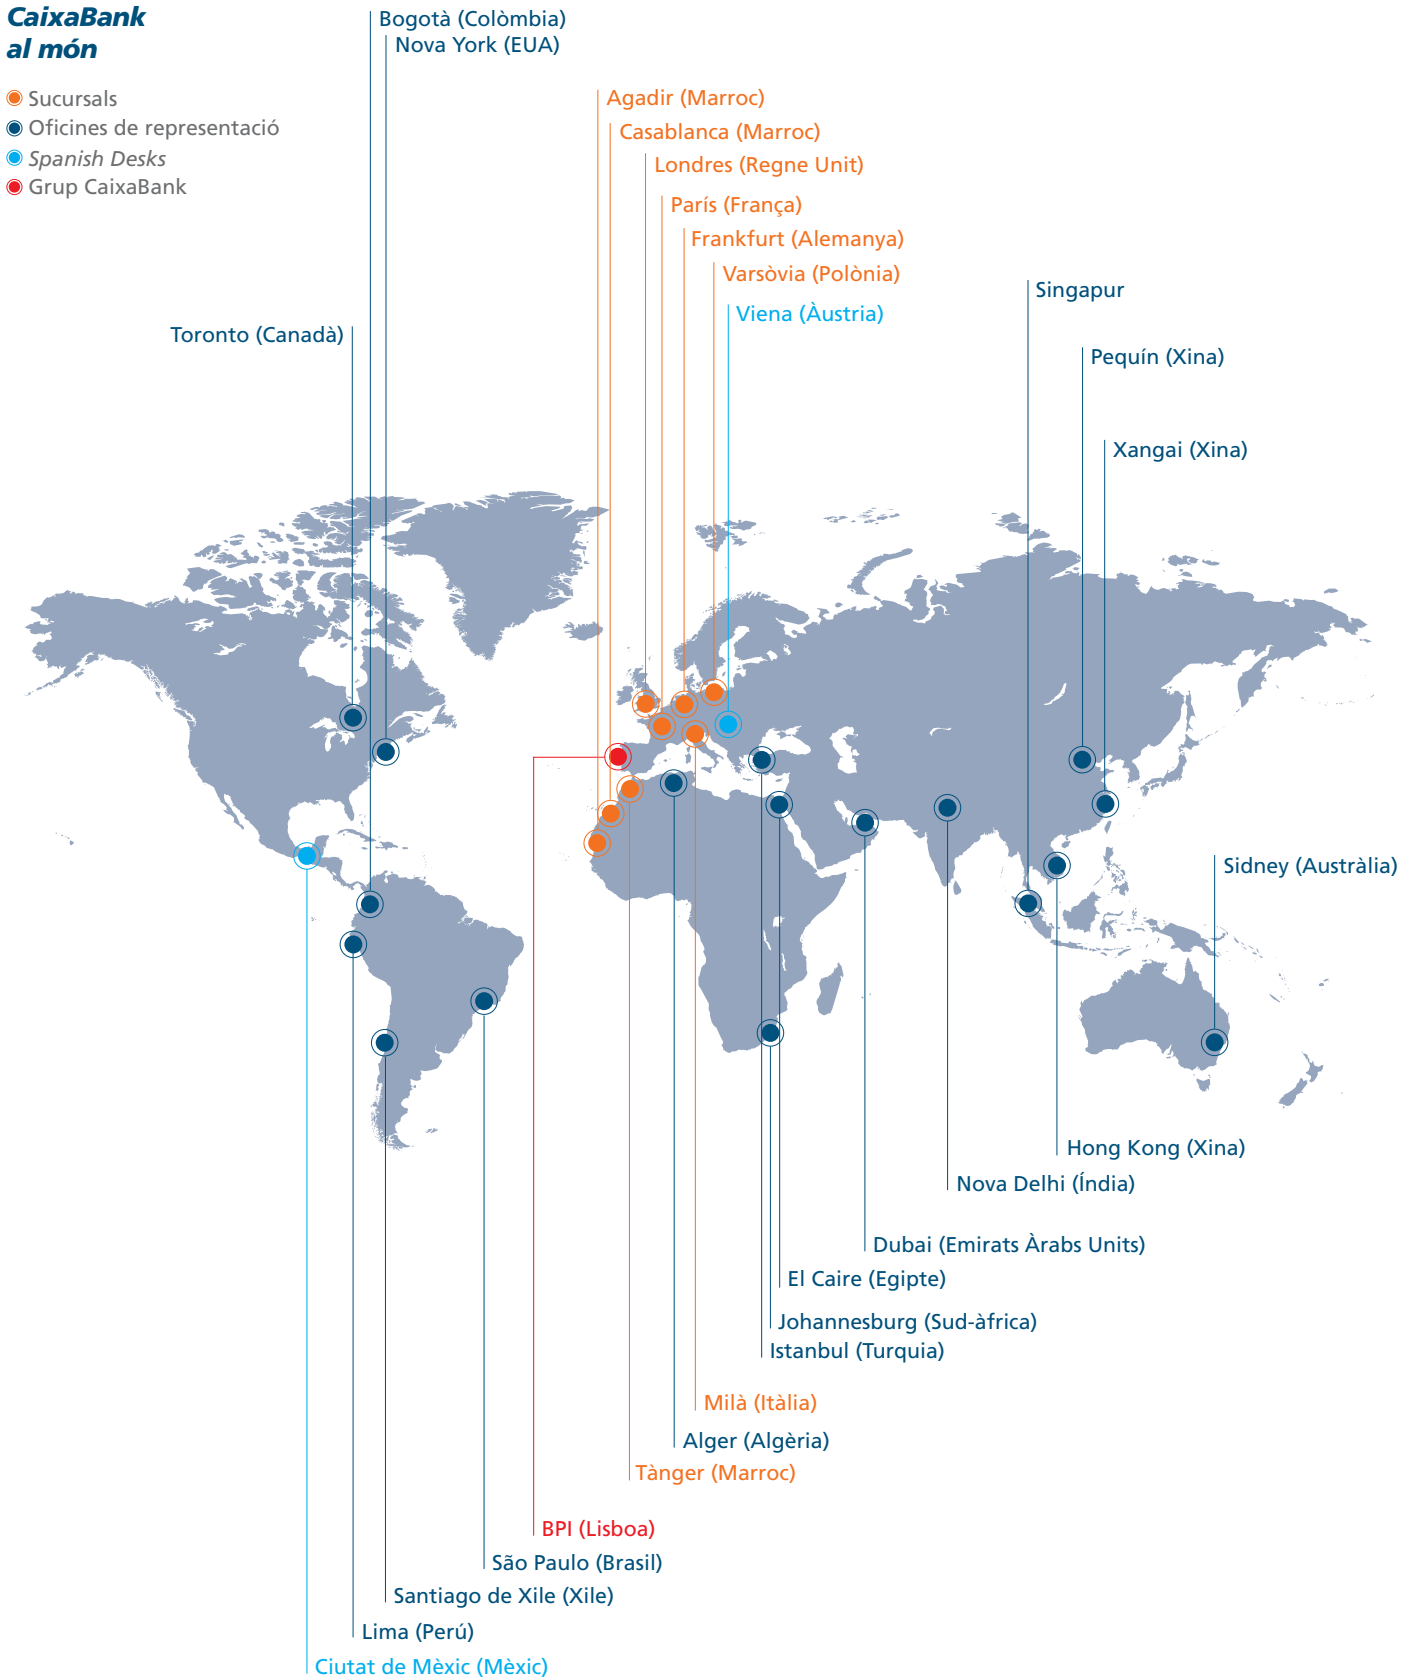 CaixaBank
al món
Sucursals
Oficines de representació
Spanish Desks
Grup CaixaBank
Bogotà (Colòmbia)
Nova York (EUA)
Agadir (Marroc)
Casablanca (Marroc)
Londres (Regne Unit)
París (França)
Frankfurt (Alemanya)
Varsòvia (Polònia)
Viena (Àustria)
Singapur
Toronto (Canadà)
Pequín (Xina)
Xangai (Xina)
Sidney (Austràlia)
Hong Kong (Xina)
Nova Delhi (Índia)
Dubai (Emirats Àrabs Units)
El Caire (Egipte)
Johannesburg (Sud-àfrica)
Istanbul (Turquia)
Milà (Itàlia)
Alger (Algèria)
Tànger (Marroc)
BPI (Lisboa)
São Paulo (Brasil)
Santiago de Xile (Xile)
Lima (Perú)
Ciutat de Mèxic (Mèxic)